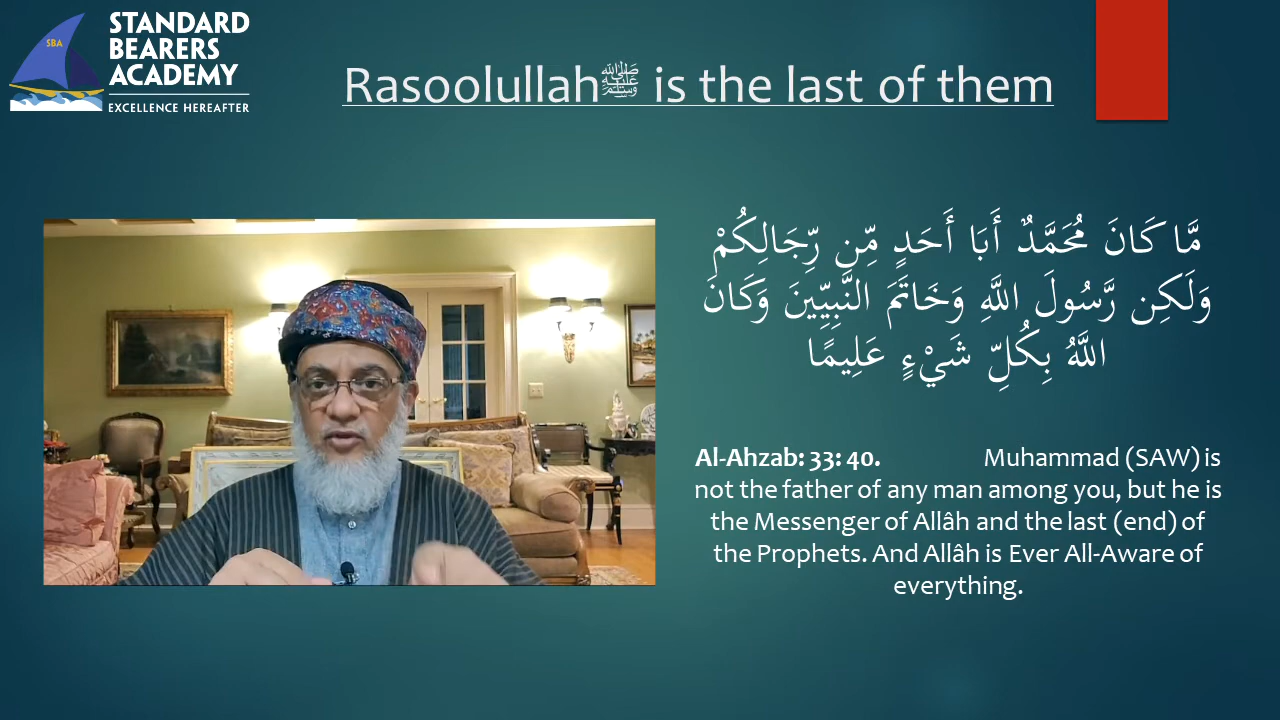 SBA
STANDARD
BEARERS
ACADEMY
EXCELLENCE HEREAFTER
Rasoolullahﷺ is the last of them
مَّا كَانَ مُحَمَّدٌ أَبَا أَحَدٍ مِّن رِّجَالِكُمْ
وَلَكِن رَّسُولَ اللَّهِ وَخَاتَمَ النَّبِيِّينَ وَكَانَ
اللَّهُ بِكُلِّ شَيْءٍ عَلِيمًا
Al-Ahzab: 33: 40. Muhammad (SAW) is
not the father of any man among you, but he is
the Messenger of Allâh and the last (end) of
the Prophets. And Allâh is Ever All-Aware of
everything.